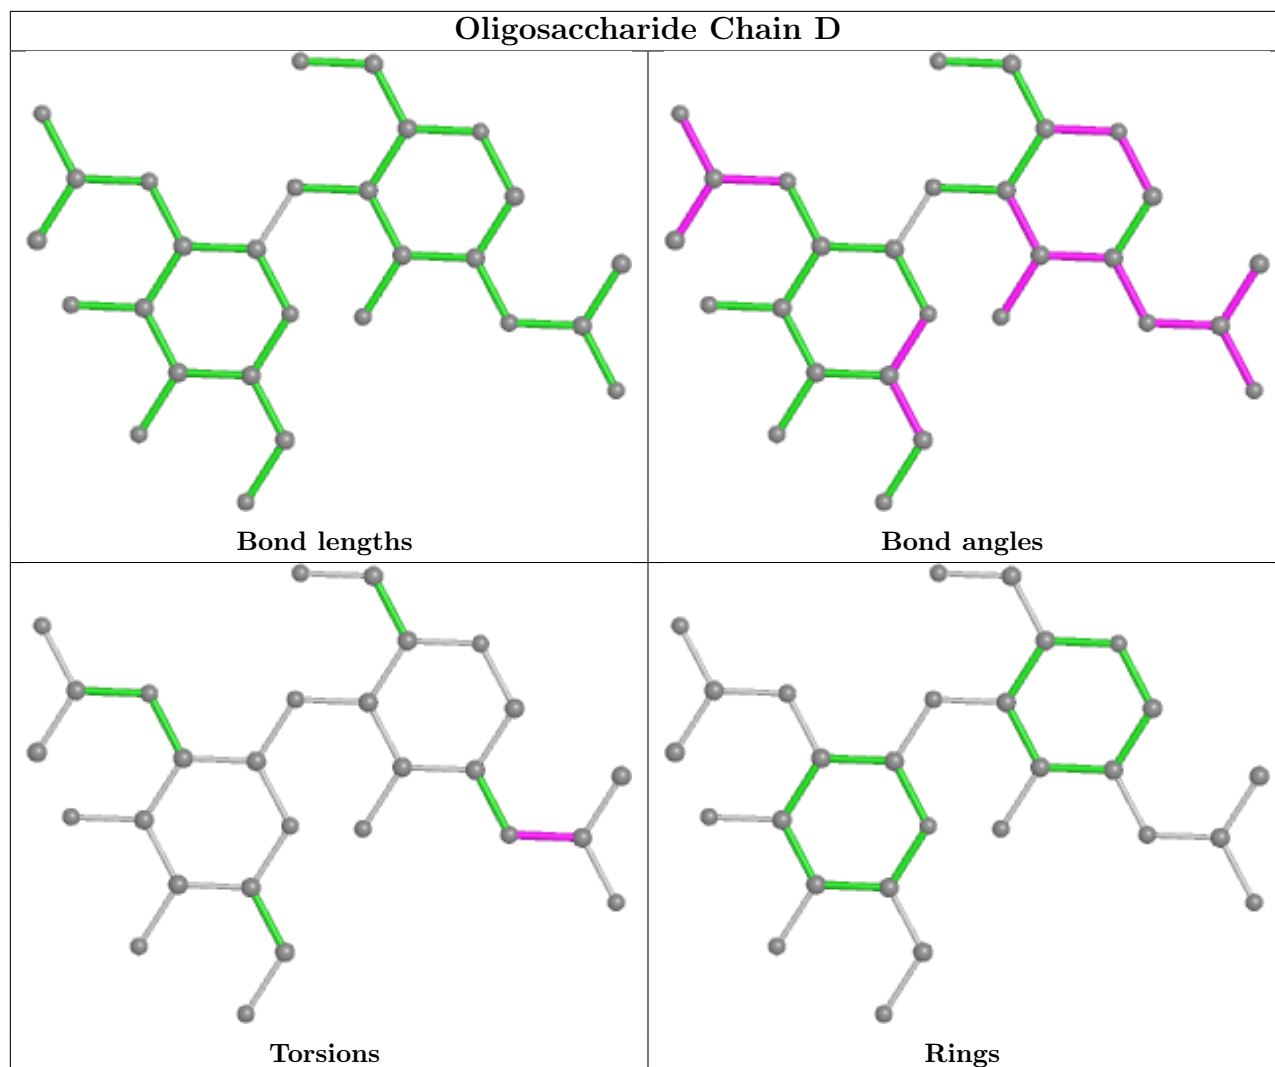 Oligosaccharide Chain D
Bond lengths
Bond angles
Torsions
Rings